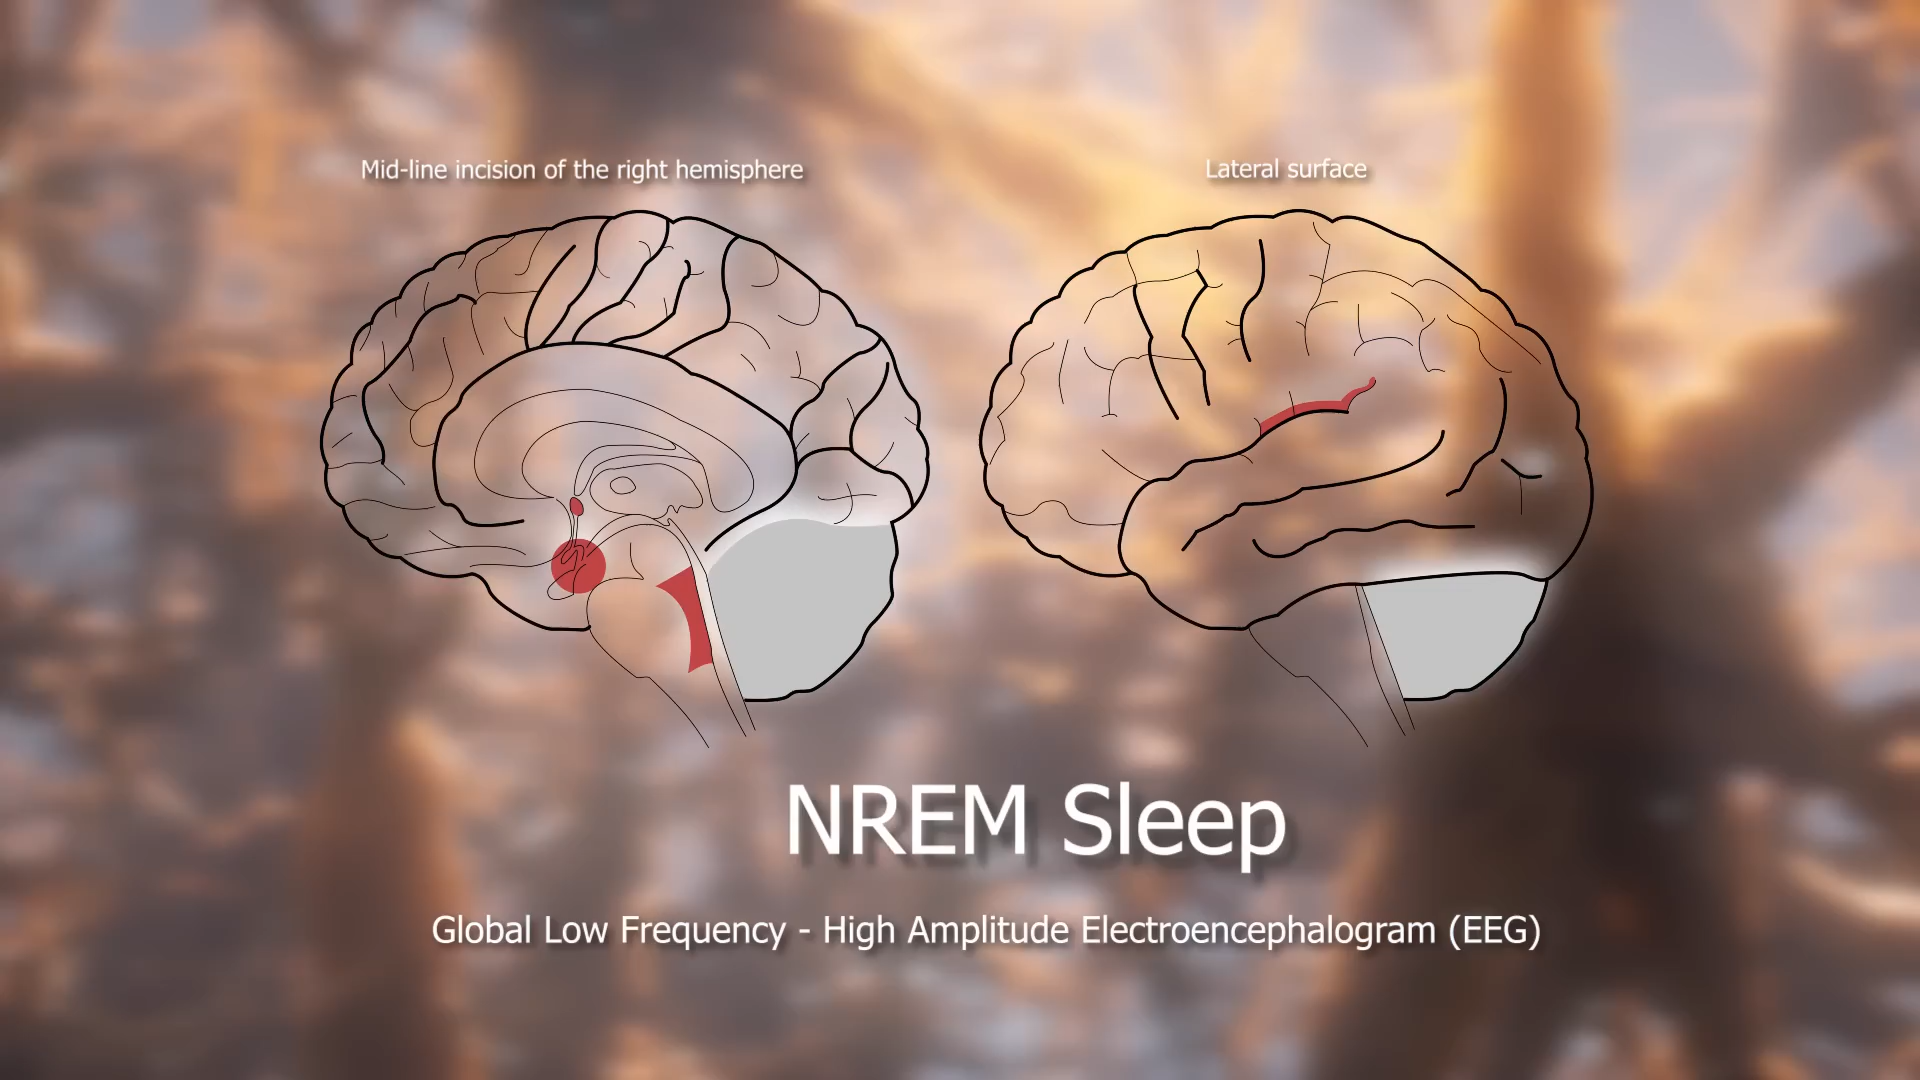 Mid-line incision of the right hemisphere
Lateral surface
NREM Sleep
Global Low Frequency - High Amplitude Electroencephalogram (EEG)